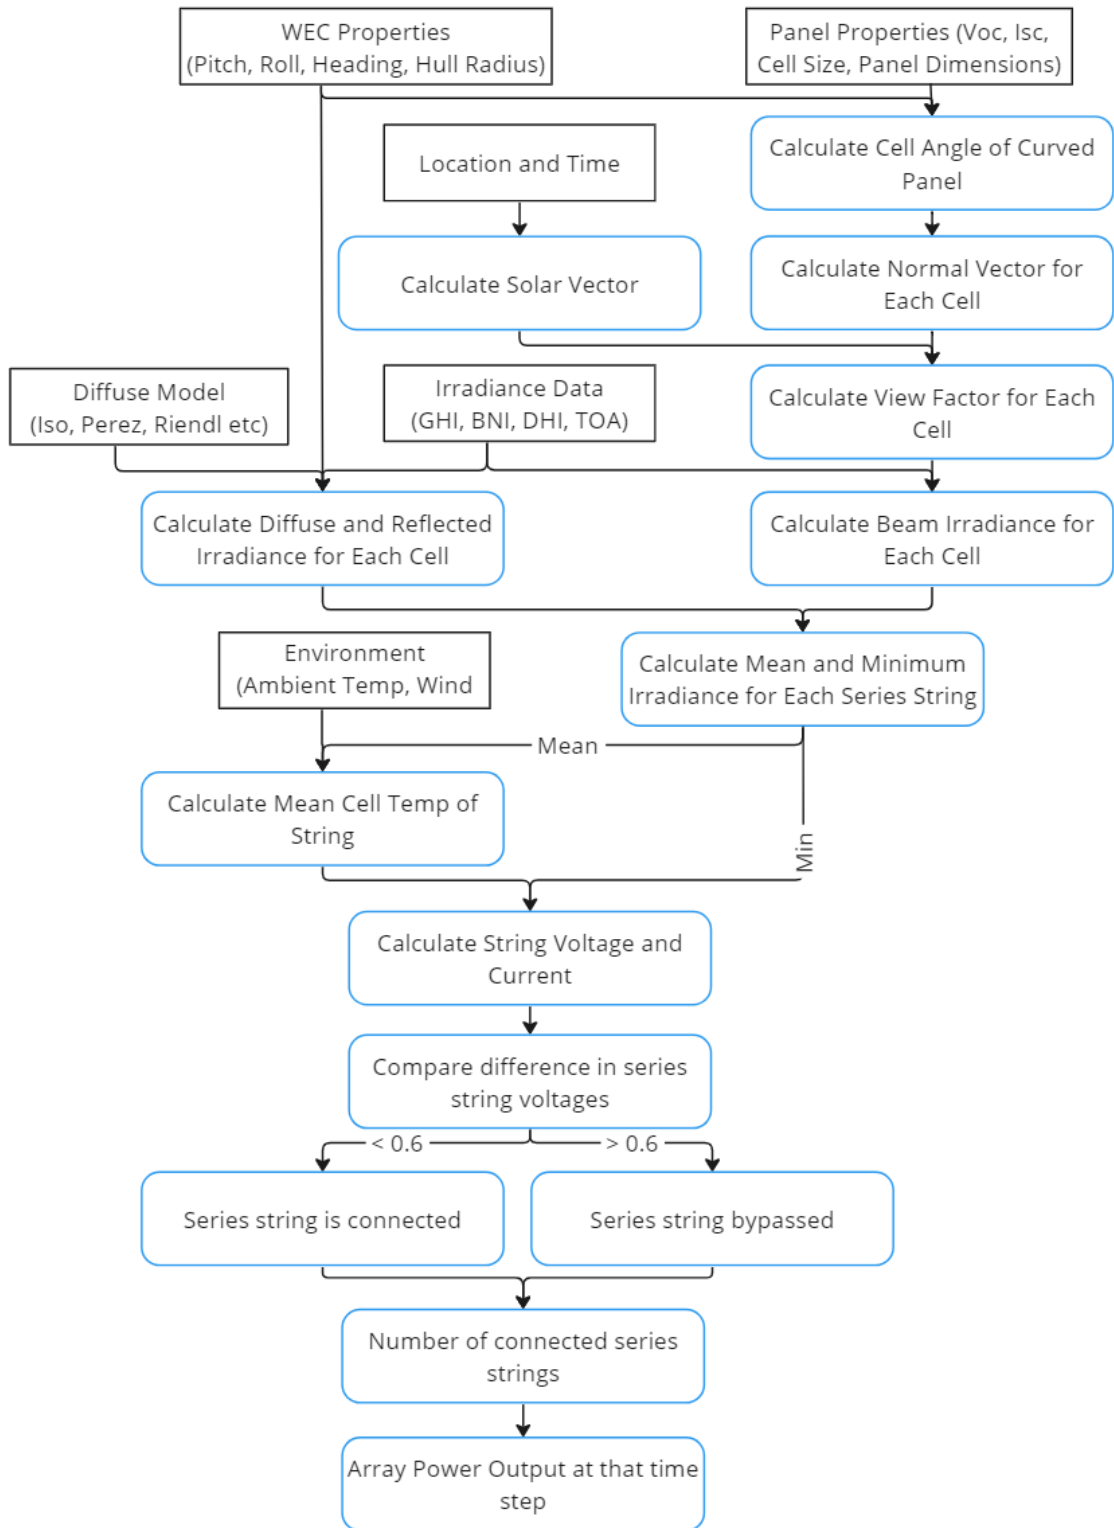 WEC Properties
(Pitch, Roll, Heading, Hull Radius)
Panel Properties (Voc, Isc,
Cell Size, Panel Dimensions)
Location and Time
Calculate Cell Angle of Curved
Panel
Calculate Solar Vector
Calculate Normal Vector for
Each Cell
Diffuse Model
(Iso, Perez, Riendl etc)
Irradiance Data
(GHI, BNI, DHI, TOA)
Calculate View Factor for Each
Cell
Calculate Diffuse and Reflected
Irradiance for Each Cell
Calculate Beam Irradiance for
Each Cell
Environment
(Ambient Temp, Wind
Calculate Mean and Minimum
Irradiance for Each Series String
Mean
Calculate Mean Cell Temp of
String
Min
Calculate String Voltage and
Current
Compare difference in series
string voltages
< 0.6
> 0.6
Series string is connected
Series string bypassed
Number of connected series
strings
Array Power Output at that time
step